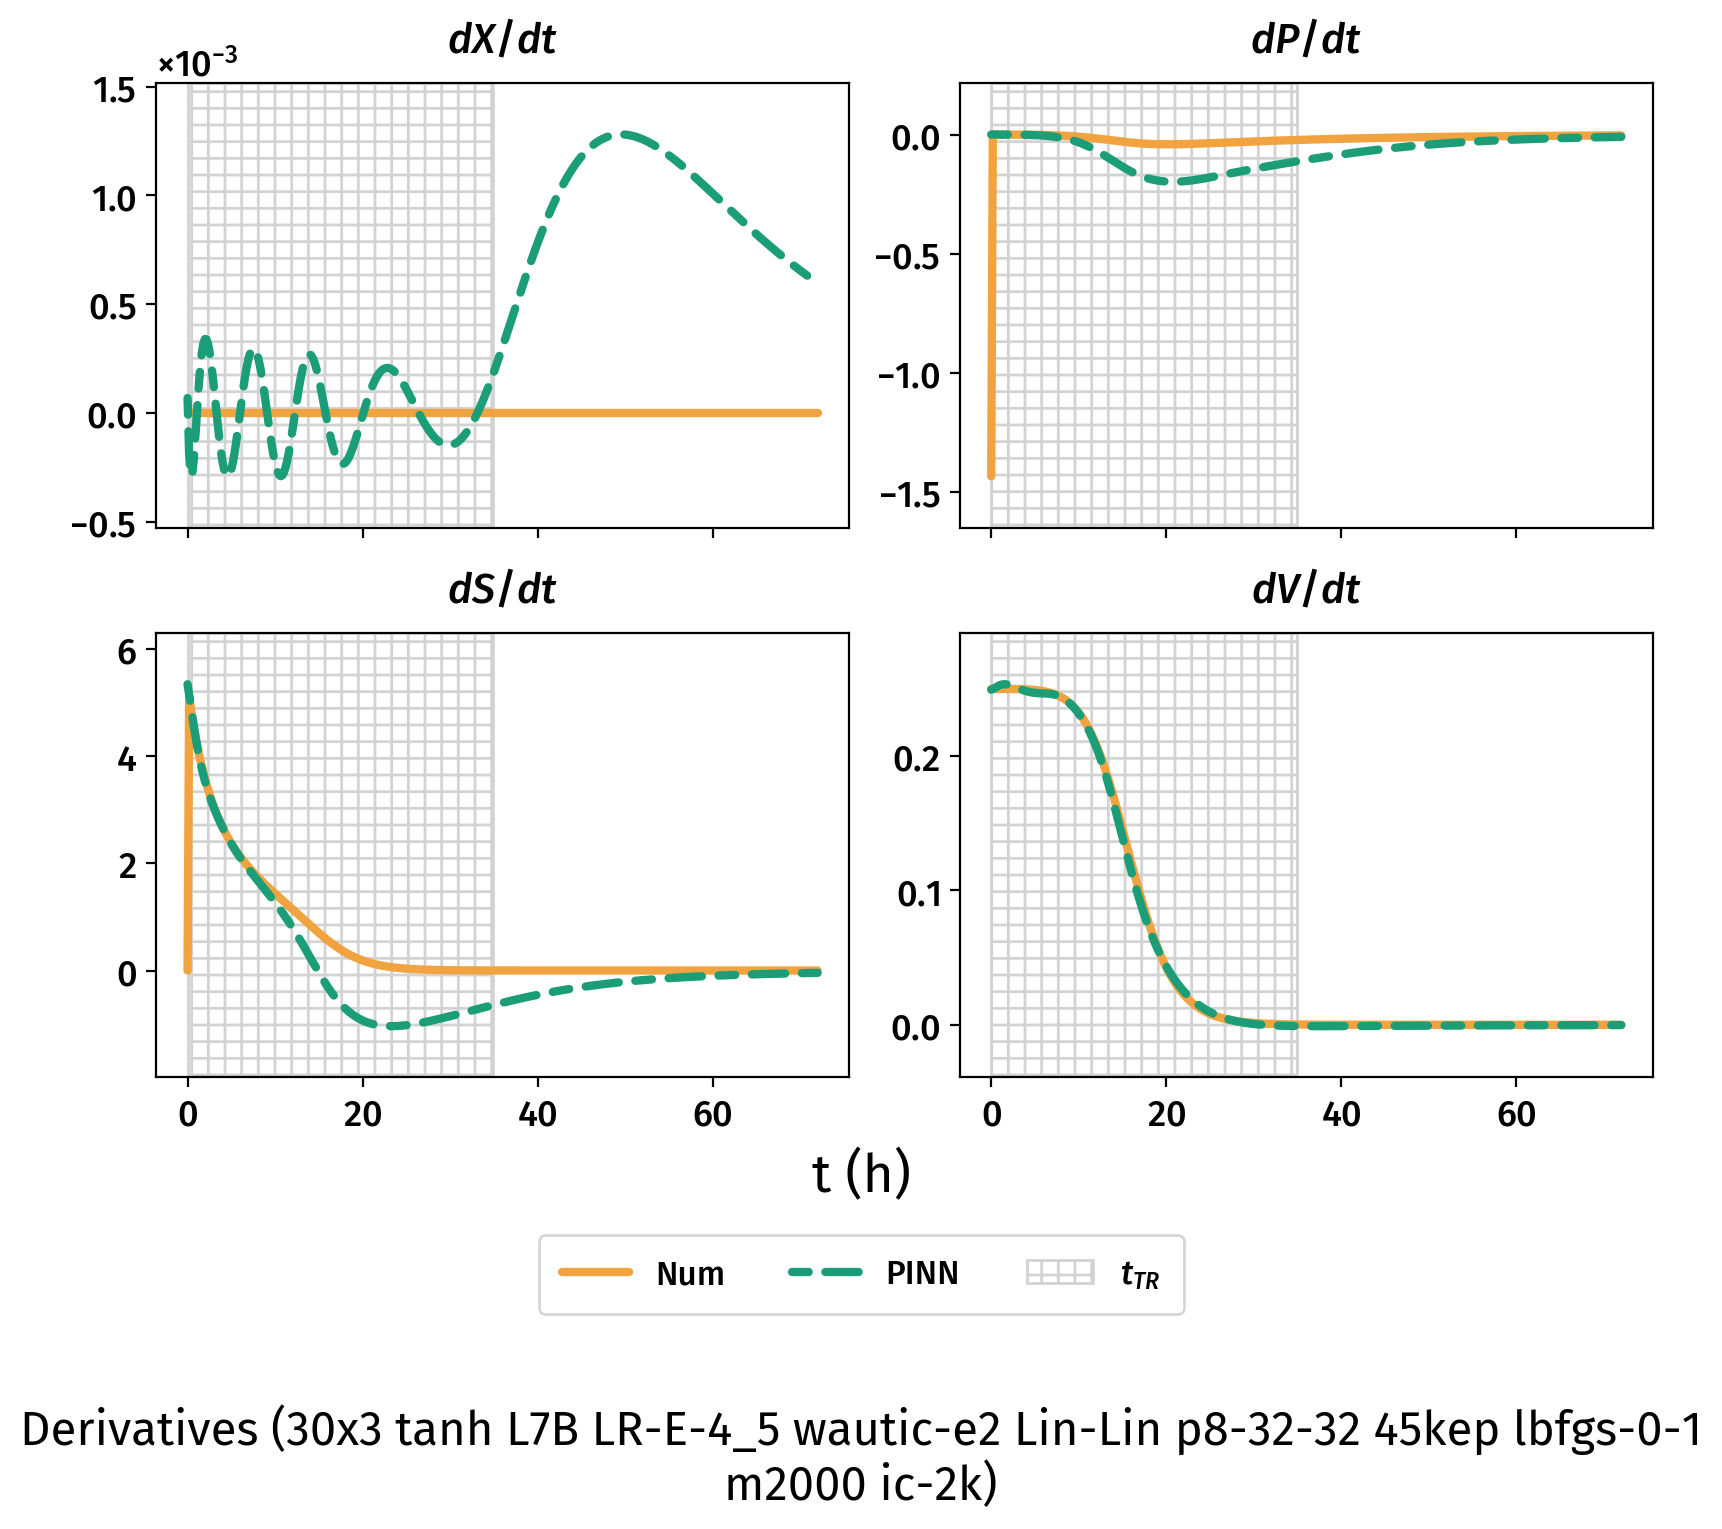 dX/dt
dP/dt
×10⁻³
1.5
1.0
0.5
0.0
−0.5
0.0
−0.5
−1.0
−1.5
dS/dt
dV/dt
6
4
2
0
0.2
0.1
0.0
0 20 40 60
0 20 40 60
t (h)
Num PINN t_TR
Derivatives (30x3 tanh L7B LR-E-4_5 wautic-e2 Lin-Lin p8-32-32 45kep lbfgs-0-1
m2000 ic-2k)